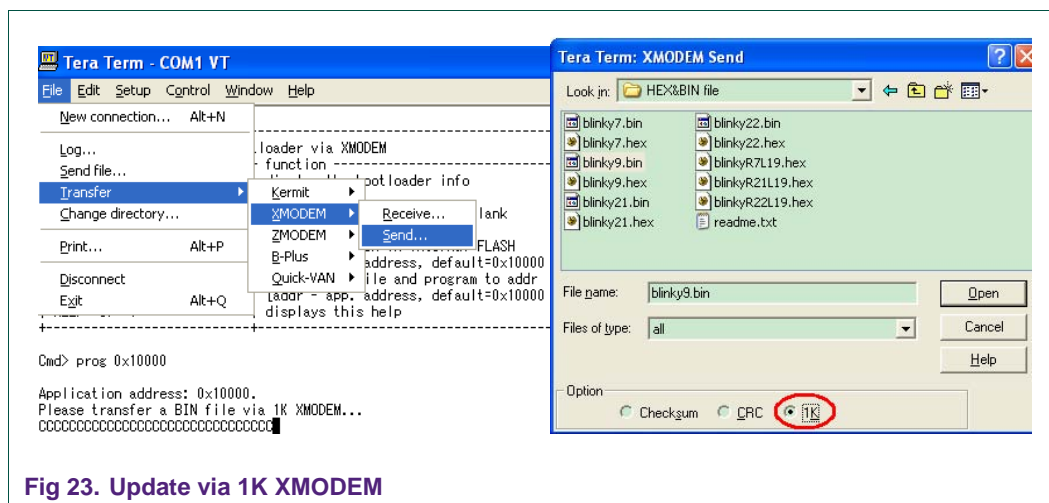 Tera Term - COM1 VT
File Edit Setup Control Window Help
New connection... Alt+N
Log...
Send file...
Transfer
Change directory...
Print... Alt+P
Disconnect
Exit Alt+Q
Kermit
XMODEM
ZMODEM
B-Plus
Quick-VAN
Receive...
Send...
loader via XMODEM
function
ootloader info
lank
FLASH
address, default=0x10000
ile and program to addr
[addr - app. address, default=0x10000
displays this help
Cmd> prog 0x10000
Application address: 0x10000.
Please transfer a BIN file via 1K XMODEM...
CCCCCCCCCCCCCCCCCCCCCCCCCCCCCCC
Tera Term: XMODEM Send
Look in: HEX&BIN file
blinky7.bin
blinky7.hex
blinky9.bin
blinky9.hex
blinky21.bin
blinky21.hex
blinky22.bin
blinky22.hex
blinkyR7L19.hex
blinkyR21L19.hex
blinkyR22L19.hex
readme.txt
File name: blinky9.bin Open
Files of type: all Cancel
Help
Option
Checksum CRC 1K
Fig 23. Update via 1K XMODEM